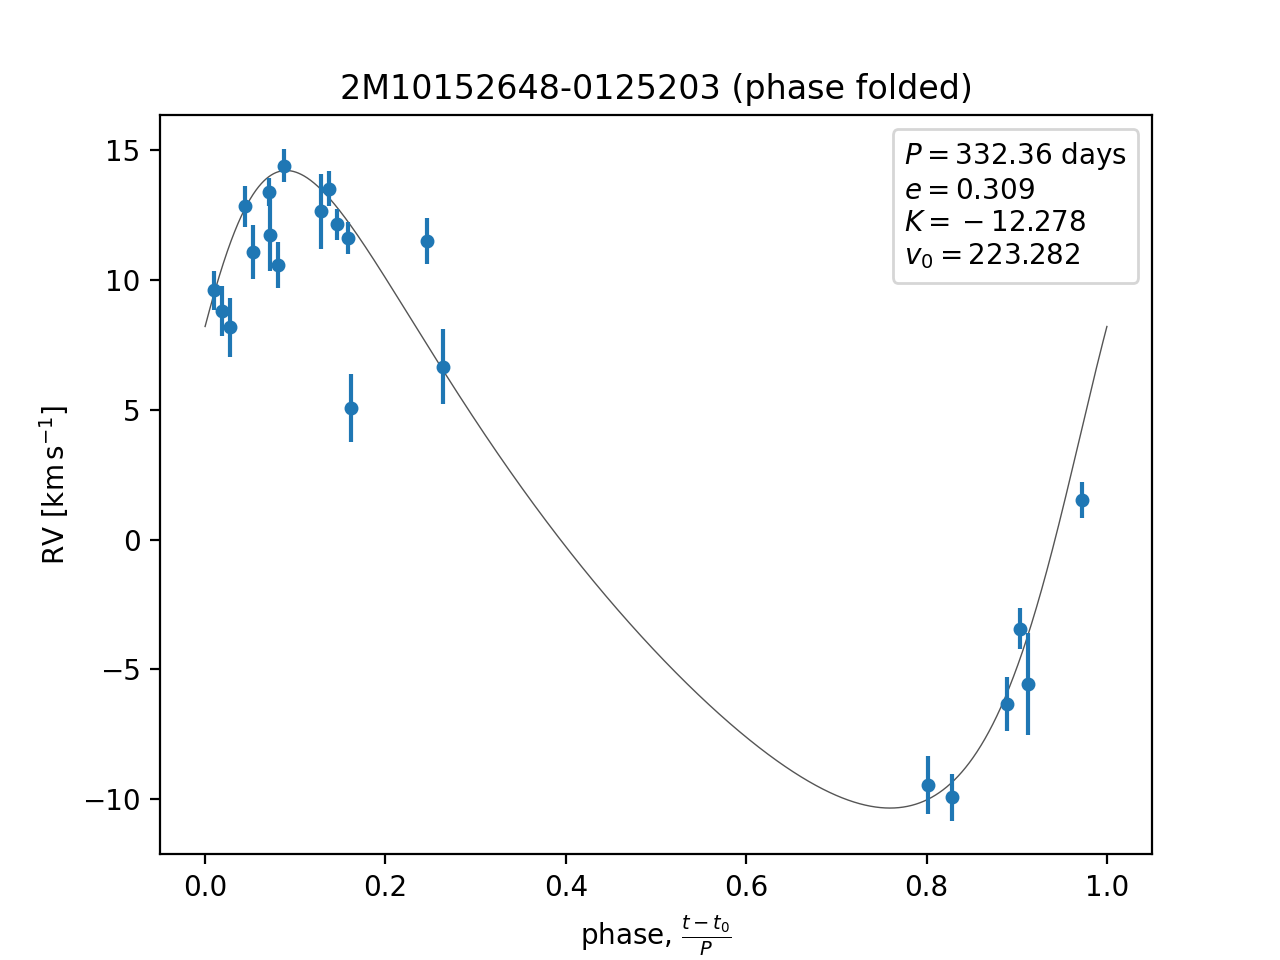 2M10152648-0125203 (phase folded)
P = 332.36 days
e = 0.309
K = −12.278
v₀ = 223.282
15
10
5
0
−5
−10
RV [km s⁻¹]
0.0 0.2 0.4 0.6 0.8 1.0
phase, (t − t₀)/P